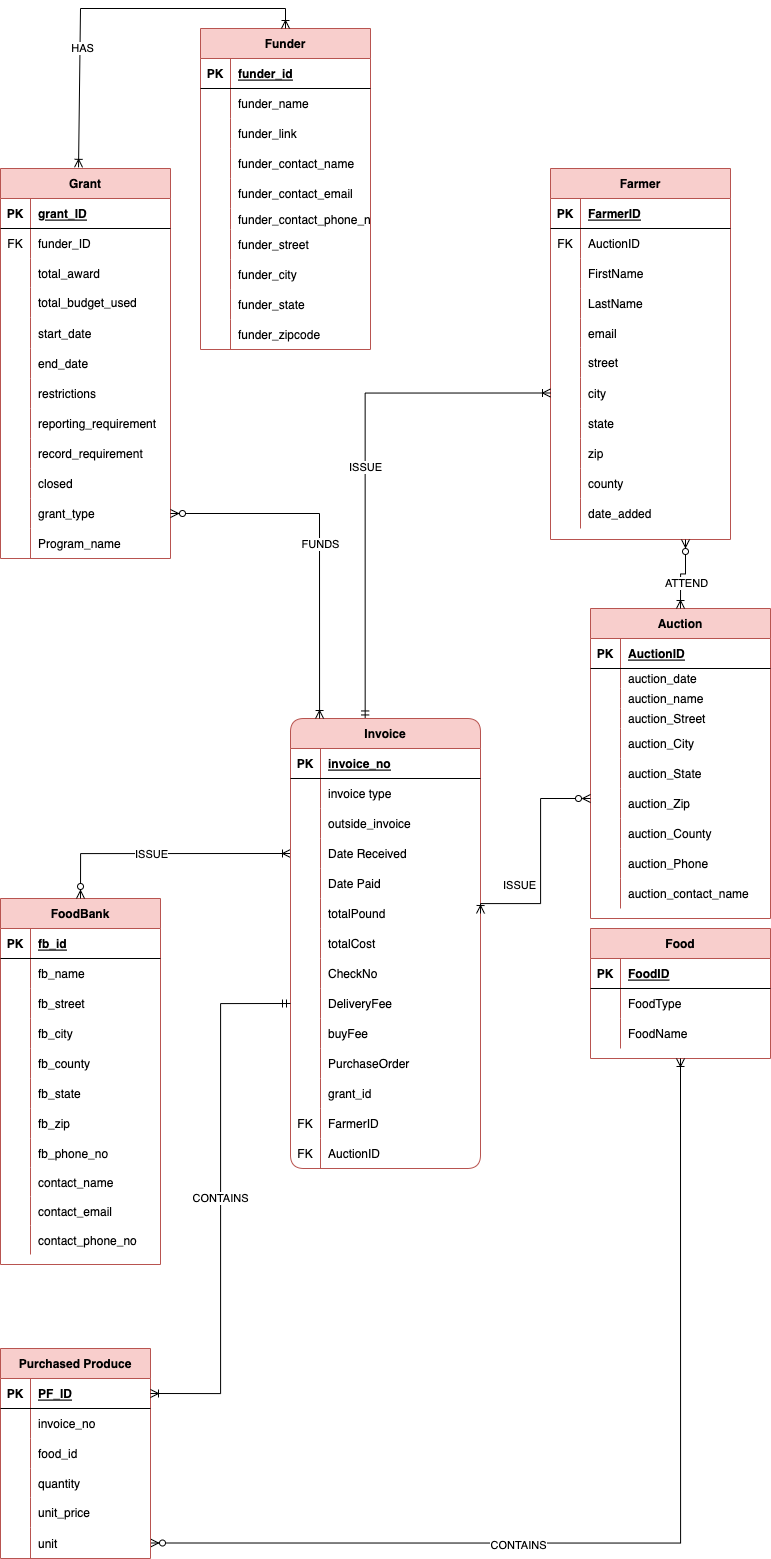 HAS
Funder
PK funder_id
funder_name
funder_link
funder_contact_name
funder_contact_email
funder_contact_phone_n
funder_street
funder_city
funder_state
funder_zipcode
Grant
PK grant_ID
FK funder_ID
total_award
total_budget_used
start_date
end_date
restrictions
reporting_requirement
record_requirement
closed
grant_type
Program_name
Farmer
PK FarmerID
FK AuctionID
FirstName
LastName
email
street
city
state
zip
county
date_added
ISSUE
FUNDS
ATTEND
Auction
PK AuctionID
auction_date
auction_name
auction_Street
auction_City
auction_State
auction_Zip
auction_County
auction_Phone
auction_contact_name
Invoice
PK invoice_no
invoice type
outside_invoice
Date Received
Date Paid
totalPound
totalCost
CheckNo
DeliveryFee
buyFee
PurchaseOrder
grant_id
FK FarmerID
FK AuctionID
ISSUE
ISSUE
FoodBank
PK fb_id
fb_name
fb_street
fb_city
fb_county
fb_state
fb_zip
fb_phone_no
contact_name
contact_email
contact_phone_no
Food
PK FoodID
FoodType
FoodName
CONTAINS
Purchased Produce
PK PF_ID
invoice_no
food_id
quantity
unit_price
unit
CONTAINS